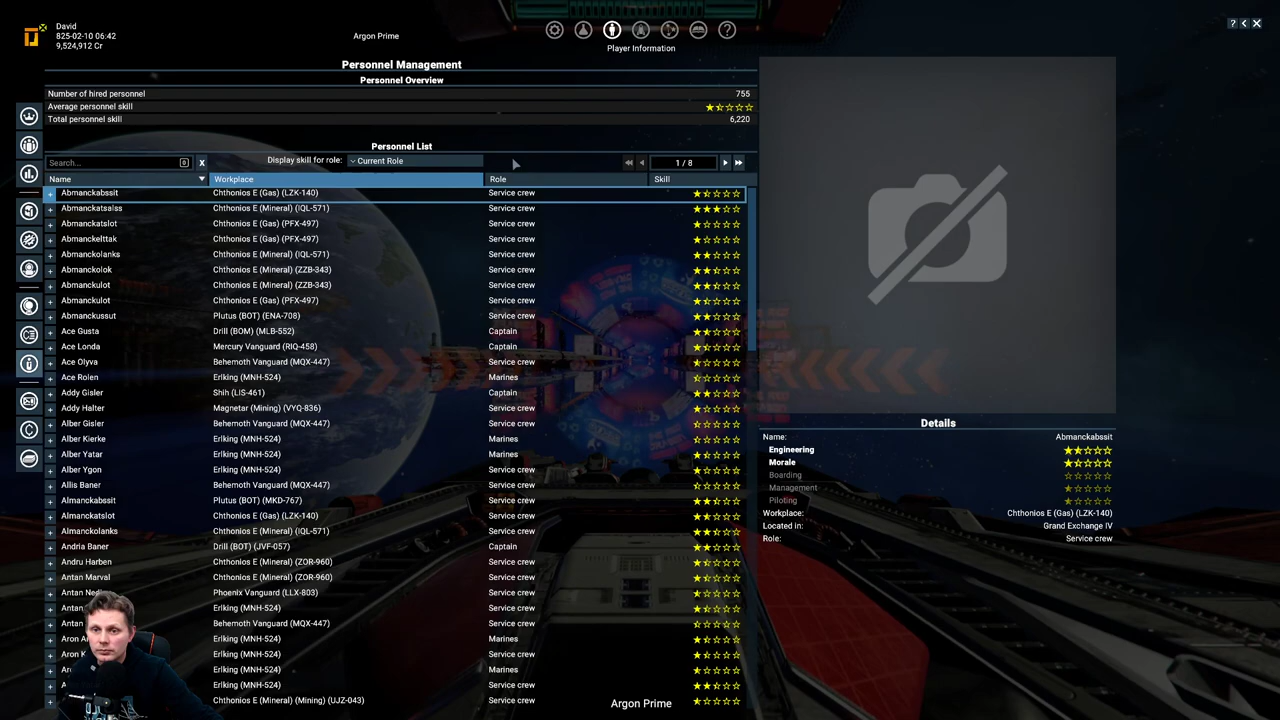 David
825-02-10 06:42
9,524,912 Cr
Argon Prime
Player Information
?
Personnel Management
Personnel Overview
Number of hired personnel 755
Average personnel skill
Total personnel skill 6,220
Personnel List
Search... 0 x Display skill for role: Current Role 1 / 8
Name Workplace Role Skill
+ Abmanckabssit Chthonios E (Gas) (LZK-140) Service crew
+ Abmanckatsalss Chthonios E (Mineral) (IQL-571) Service crew
+ Abmanckatslot Chthonios E (Gas) (PFX-497) Service crew
+ Abmanckelttak Chthonios E (Gas) (PFX-497) Service crew
+ Abmanckolanks Chthonios E (Mineral) (IQL-571) Service crew
+ Abmanckolok Chthonios E (Mineral) (ZZB-343) Service crew
+ Abmanckulot Chthonios E (Mineral) (ZZB-343) Service crew
+ Abmanckulot Chthonios E (Gas) (PFX-497) Service crew
+ Abmanckussut Plutus (BOT) (ENA-708) Service crew
+ Ace Gusta Drill (BOM) (MLB-552) Captain
+ Ace Londa Mercury Vanguard (RIQ-458) Captain
+ Ace Olyva Behemoth Vanguard (MQX-447) Service crew
+ Ace Rolen Erlking (MNH-524) Marines
+ Addy Gisler Shih (LIS-461) Captain
+ Addy Halter Magnetar (Mining) (VYQ-836) Service crew
+ Alber Gisler Behemoth Vanguard (MQX-447) Service crew
+ Alber Kierke Erlking (MNH-524) Marines
+ Alber Yatar Erlking (MNH-524) Marines
+ Alber Ygon Erlking (MNH-524) Service crew
+ Allis Baner Behemoth Vanguard (MQX-447) Service crew
+ Almanckabssit Plutus (BOT) (MKD-767) Service crew
+ Almanckatslot Chthonios E (Gas) (LZK-140) Service crew
+ Almanckolanks Chthonios E (Mineral) (IQL-571) Service crew
+ Andria Baner Drill (BOT) (JVF-057) Captain
+ Andru Harben Chthonios E (Mineral) (ZOR-960) Service crew
+ Antan Marval Chthonios E (Mineral) (ZOR-960) Service crew
+ Antan Phoenix Vanguard (LLX-803) Service crew
+ Antan Erlking (MNH-524) Service crew
+ Antan Behemoth Vanguard (MQX-447) Service crew
+ Aron Erlking (MNH-524) Marines
+ Aron Erlking (MNH-524) Service crew
+ Erlking (MNH-524) Marines
+ Erlking (MNH-524) Service crew
+ Chthonios E (Mineral) (Mining) (UJZ-043) Service crew
Details
Name: Abmanckabssit
Engineering
Morale
Boarding
Management
Piloting
Workplace: Chthonios E (Gas) (LZK-140)
Located in: Grand Exchange IV
Role: Service crew
Argon Prime